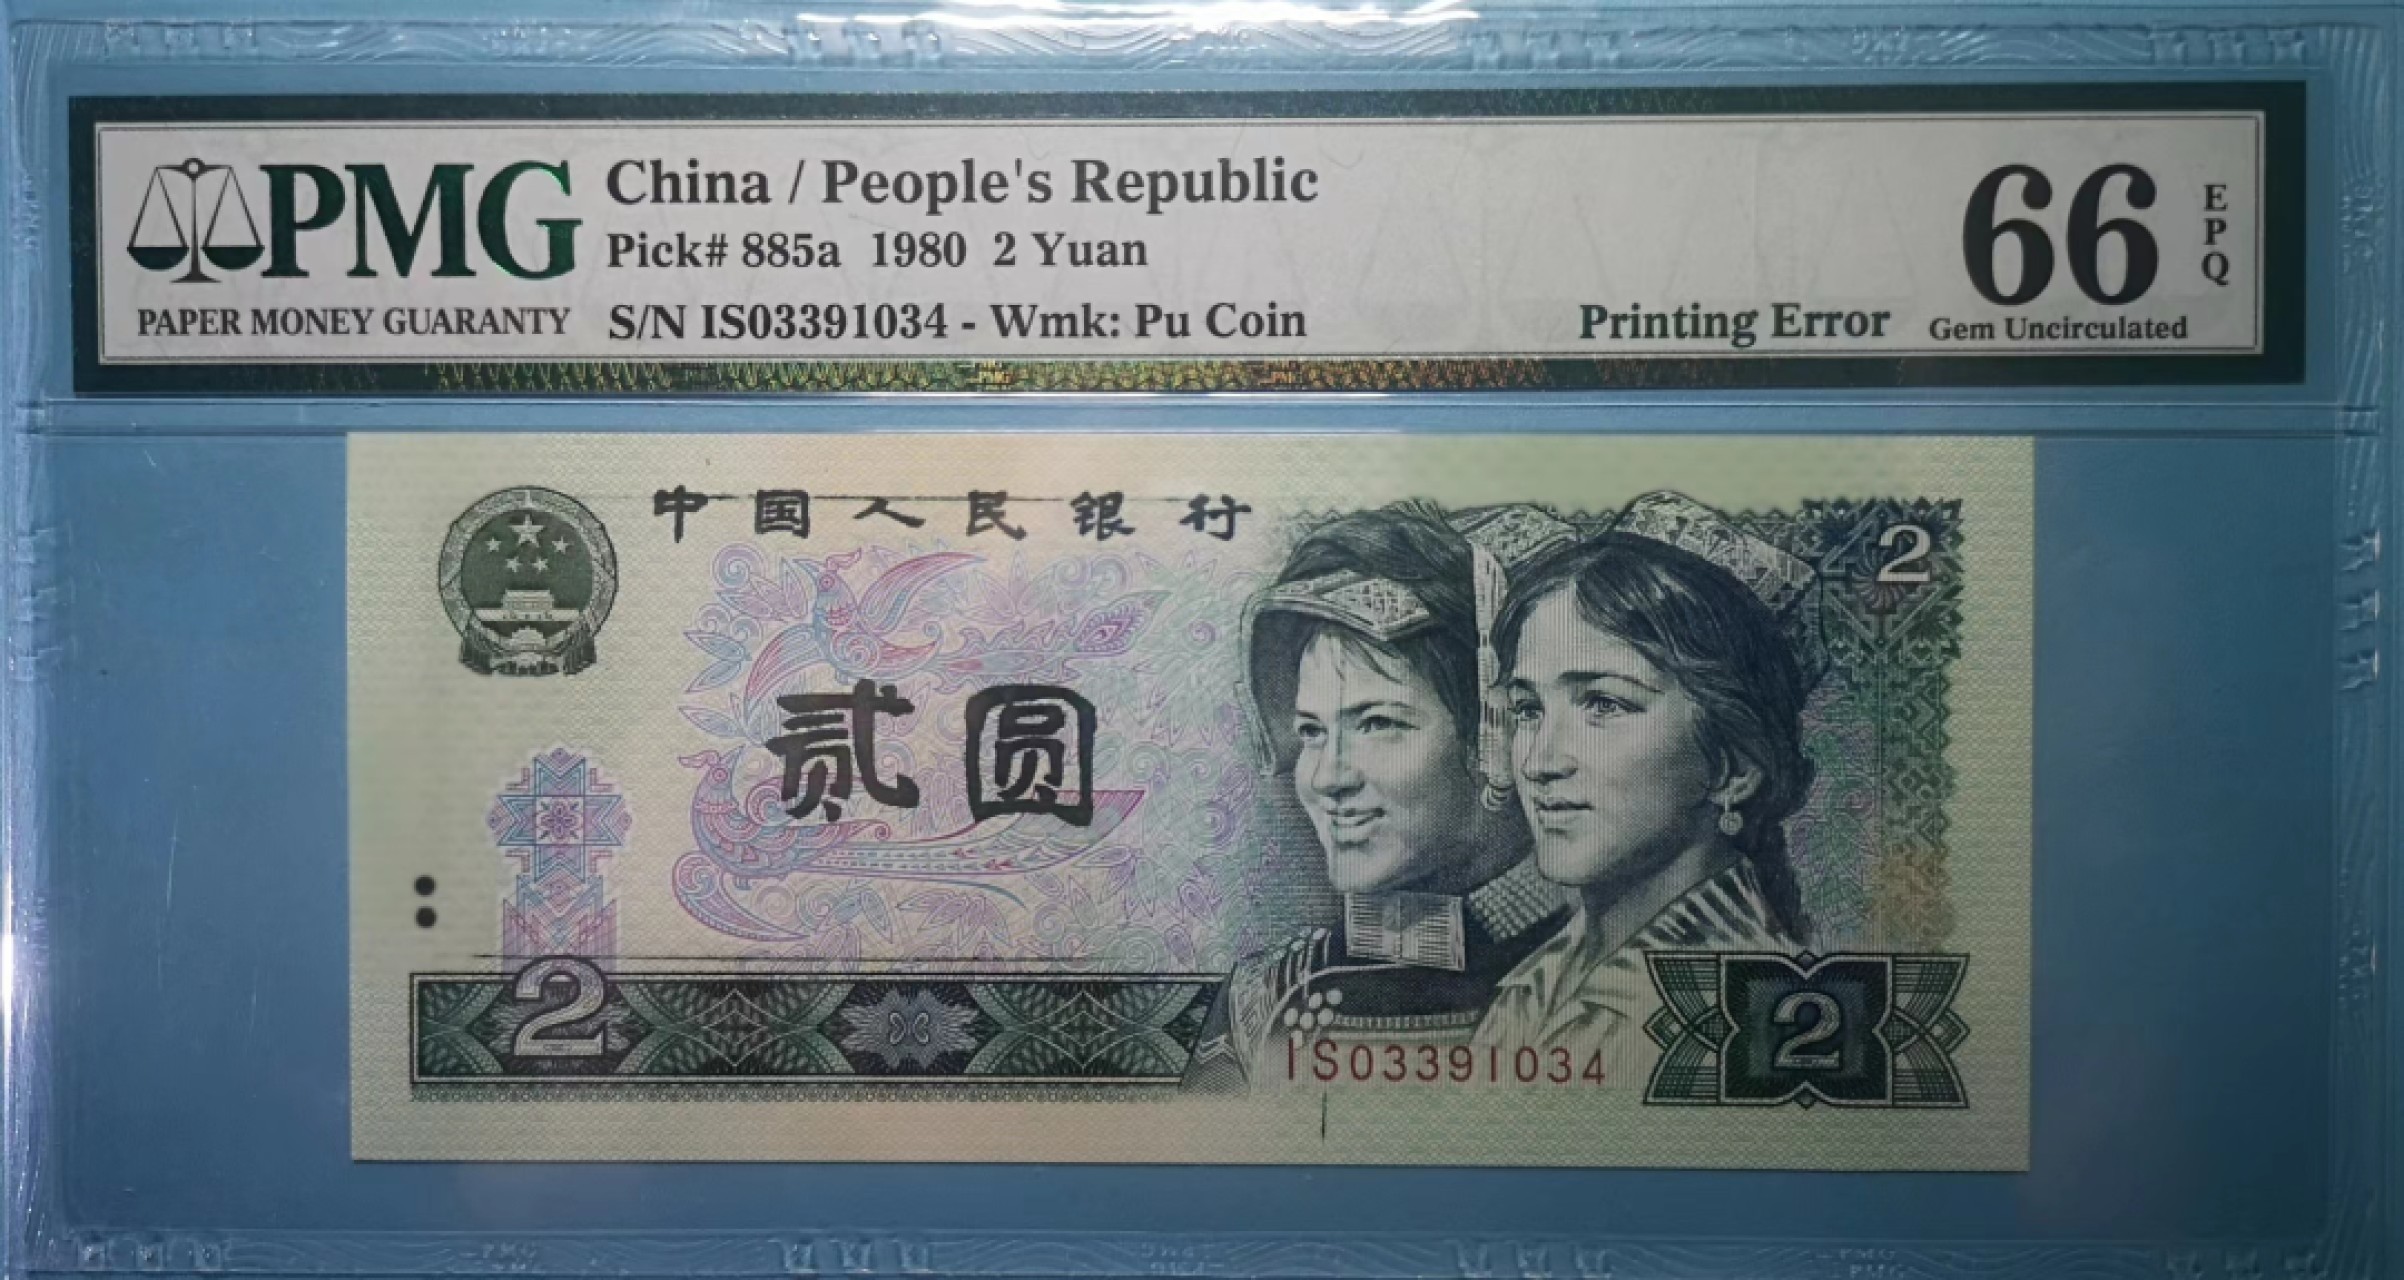 PMG
PAPER MONEY GUARANTY
China / People's Republic
Pick# 885a 1980 2 Yuan
S/N IS03391034 - Wmk: Pu Coin
Printing Error
66
EPQ
Gem Uncirculated
中国人民银行
2
贰圆
2
IS03391034
2